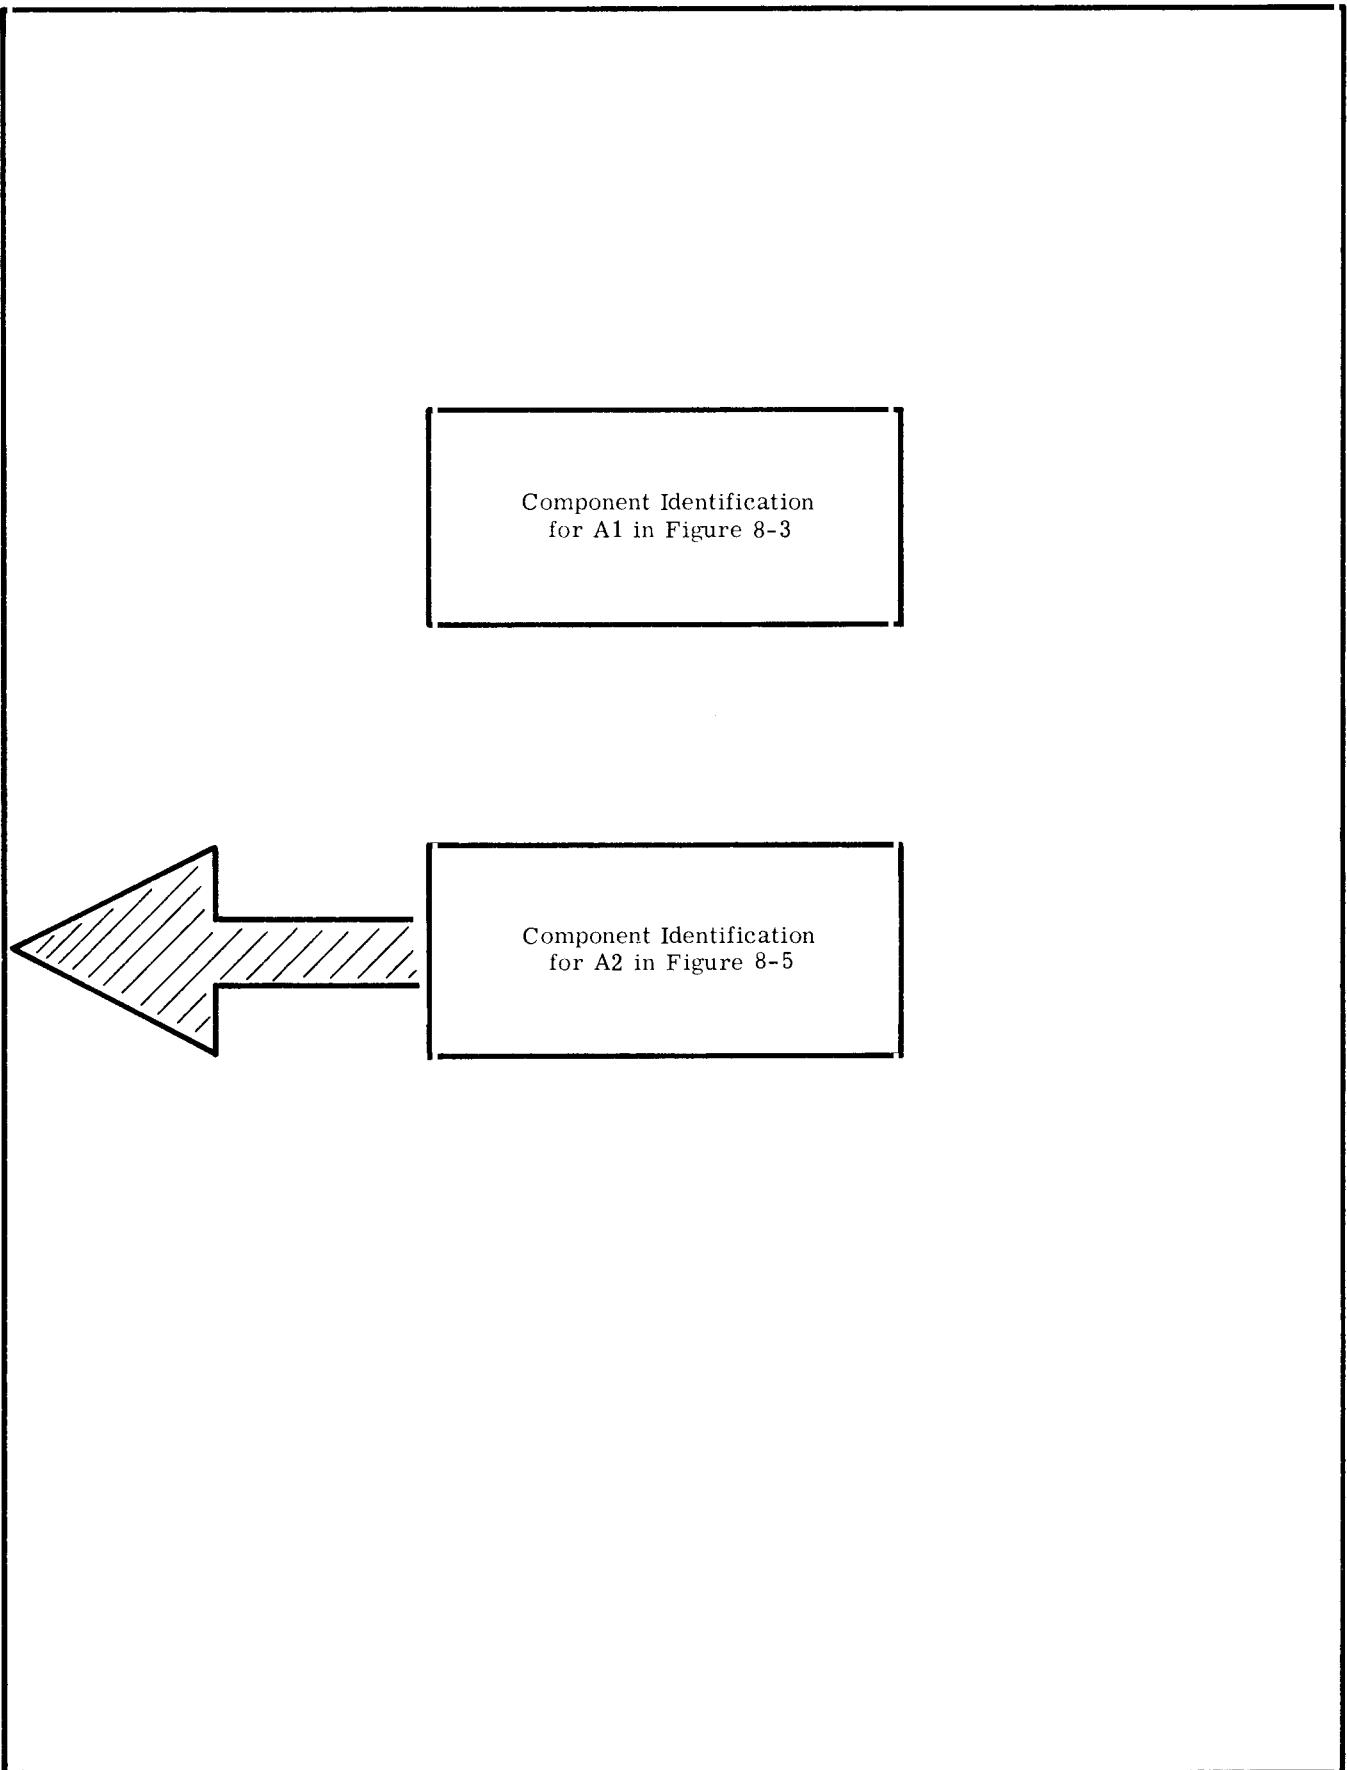 Component Identification
for A1 in Figure 8-3
Component Identification
for A2 in Figure 8-5